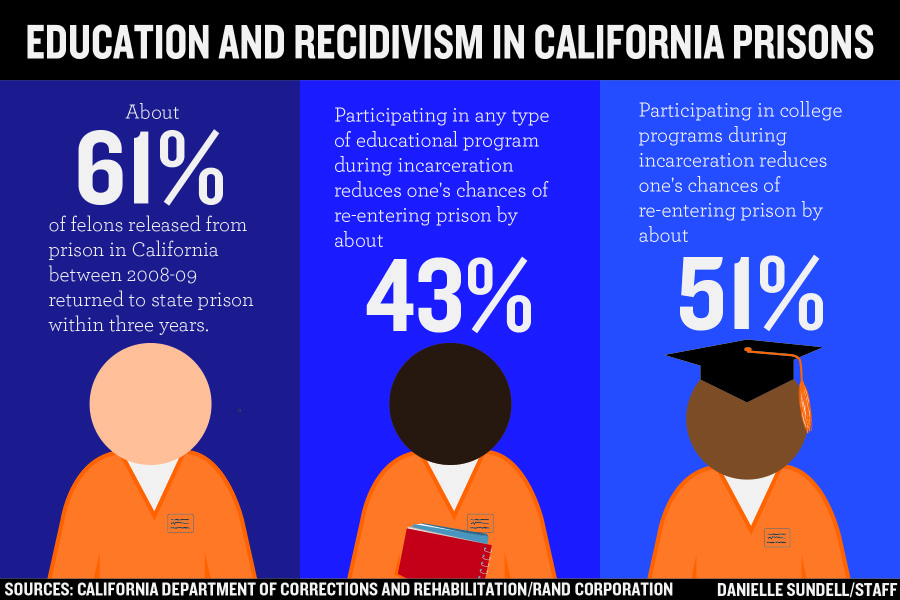 EDUCATION AND RECIDIVISM IN CALIFORNIA PRISONS
About
61%
of felons released from
prison in California
between 2008-09
returned to state prison
within three years.
Participating in any type
of educational program
during incarceration
reduces one's chances of
re-entering prison by
about
43%
Participating in college
programs during
incarceration reduces
one's chances of
re-entering prison by
about
51%
SOURCES: CALIFORNIA DEPARTMENT OF CORRECTIONS AND REHABILITATION/RAND CORPORATION
DANIELLE SUNDELL/STAFF